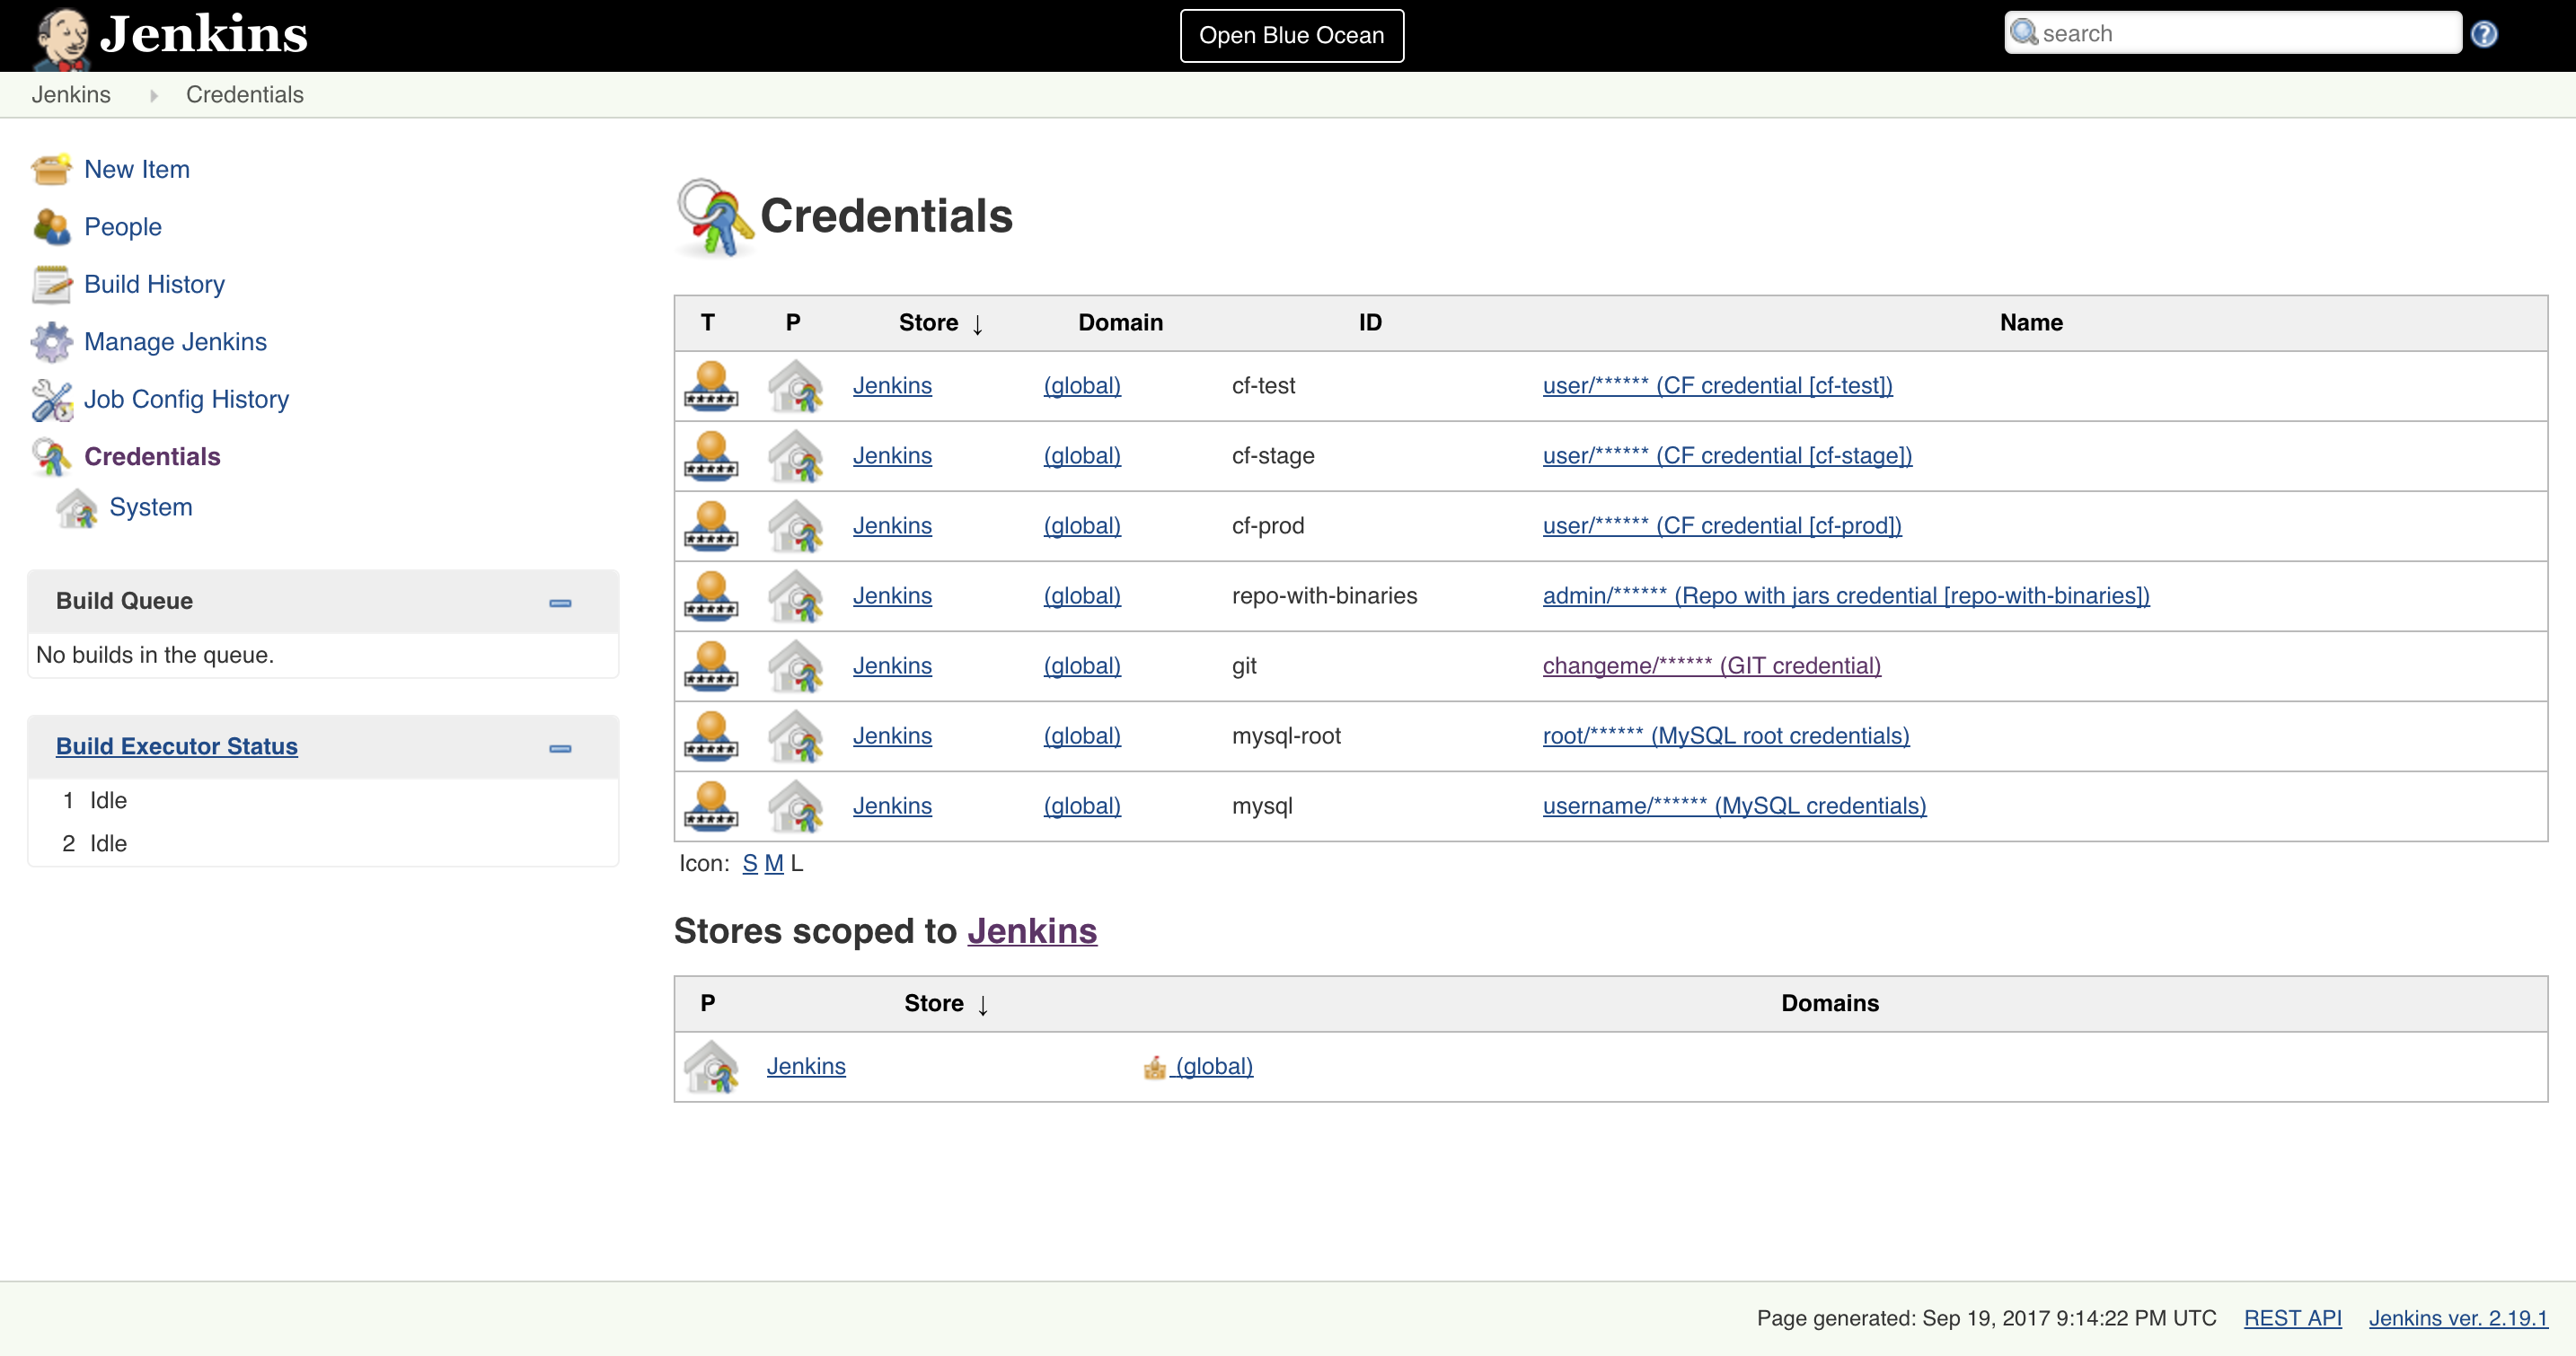 Jenkins
Open Blue Ocean
search
Jenkins Credentials
New Item
People
Build History
Manage Jenkins
Job Config History
Credentials
System
Build Queue
No builds in the queue.
Build Executor Status
1 Idle
2 Idle
Credentials
T P Store ↓ Domain ID Name
Jenkins (global) cf-test user/****** (CF credential [cf-test])
Jenkins (global) cf-stage user/****** (CF credential [cf-stage])
Jenkins (global) cf-prod user/****** (CF credential [cf-prod])
Jenkins (global) repo-with-binaries admin/****** (Repo with jars credential [repo-with-binaries])
Jenkins (global) git changeme/****** (GIT credential)
Jenkins (global) mysql-root root/****** (MySQL root credentials)
Jenkins (global) mysql username/****** (MySQL credentials)
Icon: S M L
Stores scoped to Jenkins
P Store ↓ Domains
Jenkins (global)
Page generated: Sep 19, 2017 9:14:22 PM UTC REST API Jenkins ver. 2.19.1